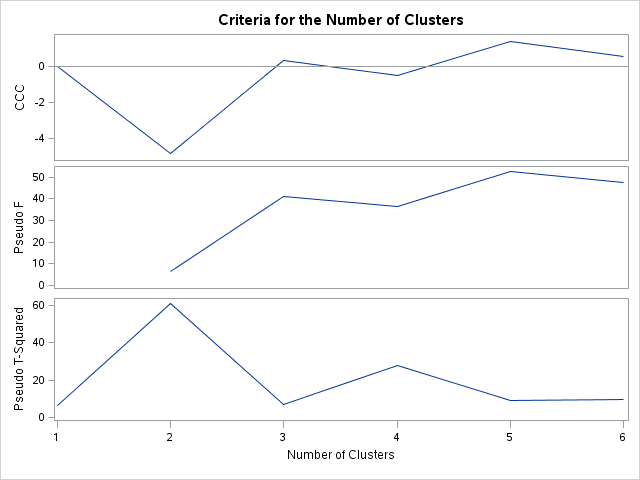 Criteria for the Number of Clusters
CCC
0
-2
-4
Pseudo F
50
40
30
20
10
0
Pseudo T-Squared
60
40
20
0
1 2 3 4 5 6
Number of Clusters